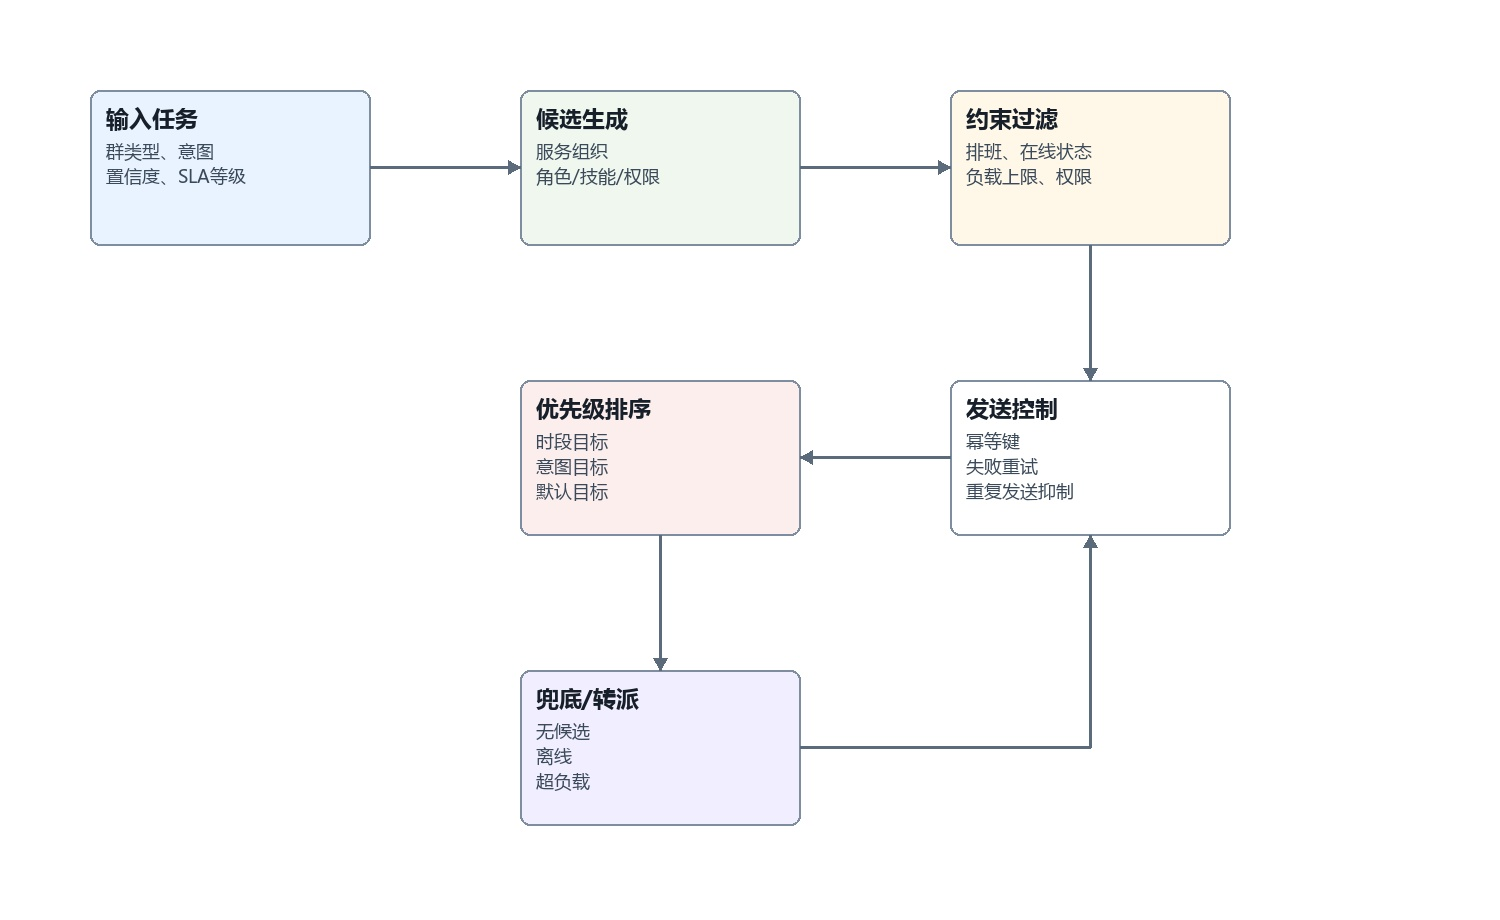 输入任务
群类型、意图
置信度、SLA等级
候选生成
服务组织
角色/技能/权限
约束过滤
排班、在线状态
负载上限、权限
优先级排序
时段目标
意图目标
默认目标
发送控制
幂等键
失败重试
重复发送抑制
兜底/转派
无候选
离线
超负载